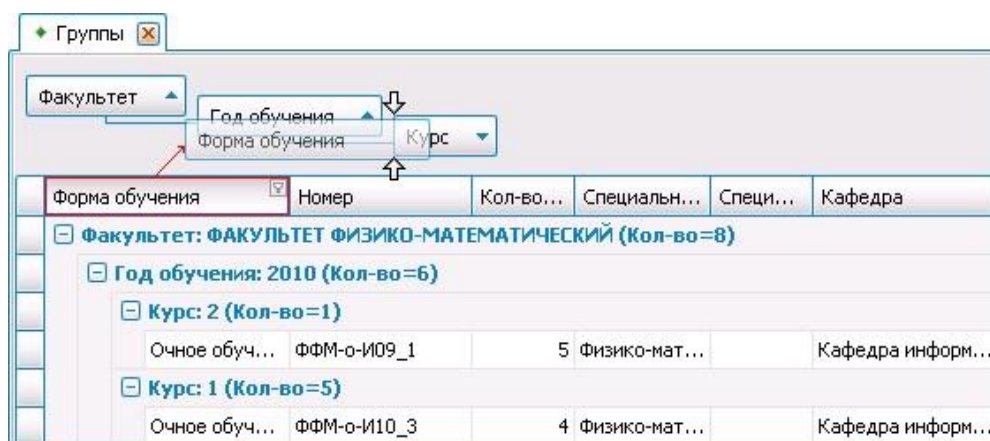 Группы
Факультет
Год обучения
Форма обучения
Курс
Форма обучения Номер Кол-во... Специальн... Специ... Кафедра
Факультет: ФАКУЛЬТЕТ ФИЗИКО-МАТЕМАТИЧЕСКИЙ (Кол-во=8)
Год обучения: 2010 (Кол-во=6)
Курс: 2 (Кол-во=1)
Очное обуч... ФФМ-о-И09_1 5 Физико-мат... Кафедра информ...
Курс: 1 (Кол-во=5)
Очное обуч... ФФМ-о-И10_3 4 Физико-мат... Кафедра информ...